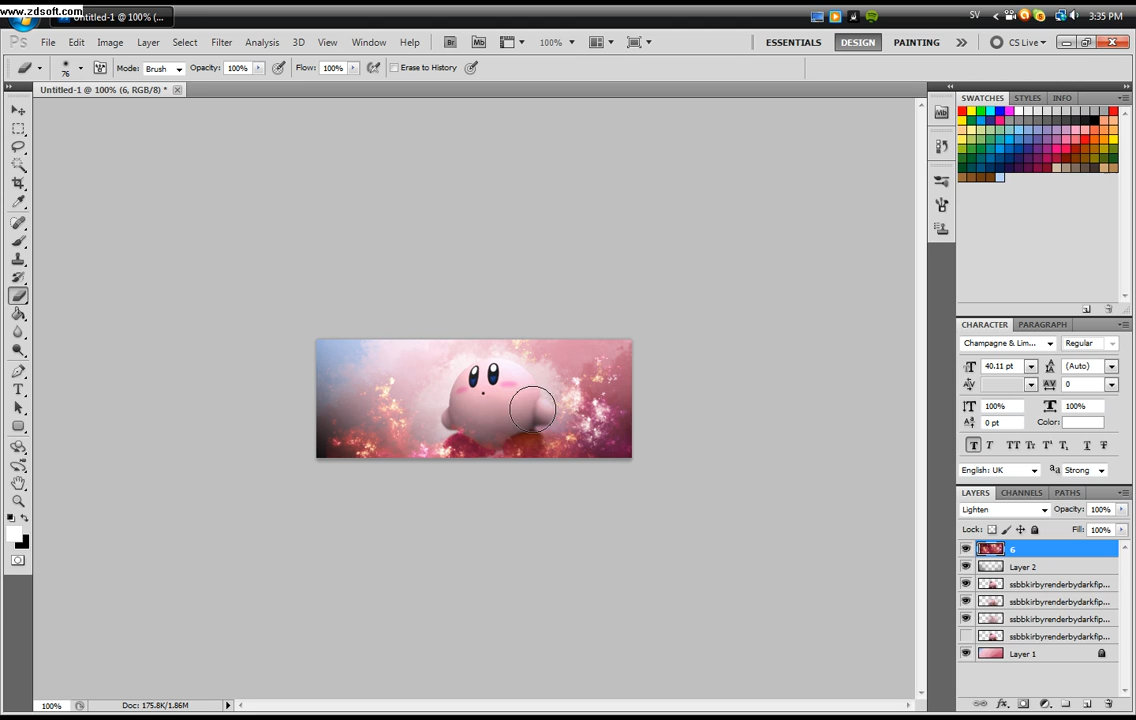 www.zdsoft.com
Untitled-1 @ 100% (...
SV
3:35 PM
Ps File Edit Image Layer Select Filter Analysis 3D View Window Help Br Mb 100%
ESSENTIALS DESIGN PAINTING CS Live
76 Mode: Brush Opacity: 100% Flow: 100% Erase to History
Untitled-1 @ 100% (6, RGB/8) *
SWATCHES STYLES INFO
Mb
CHARACTER PARAGRAPH
Champagne & Lim... Regular
40.11 pt (Auto)
0
100% 100%
0 pt Color:
English: UK Strong
LAYERS CHANNELS PATHS
Lighten Opacity: 100%
Lock: Fill: 100%
6
Layer 2
ssbbkirbyrenderbydarkfip...
ssbbkirbyrenderbydarkfip...
ssbbkirbyrenderbydarkfip...
ssbbkirbyrenderbydarkfip...
Layer 1
100% Doc: 175.8K/1.86M